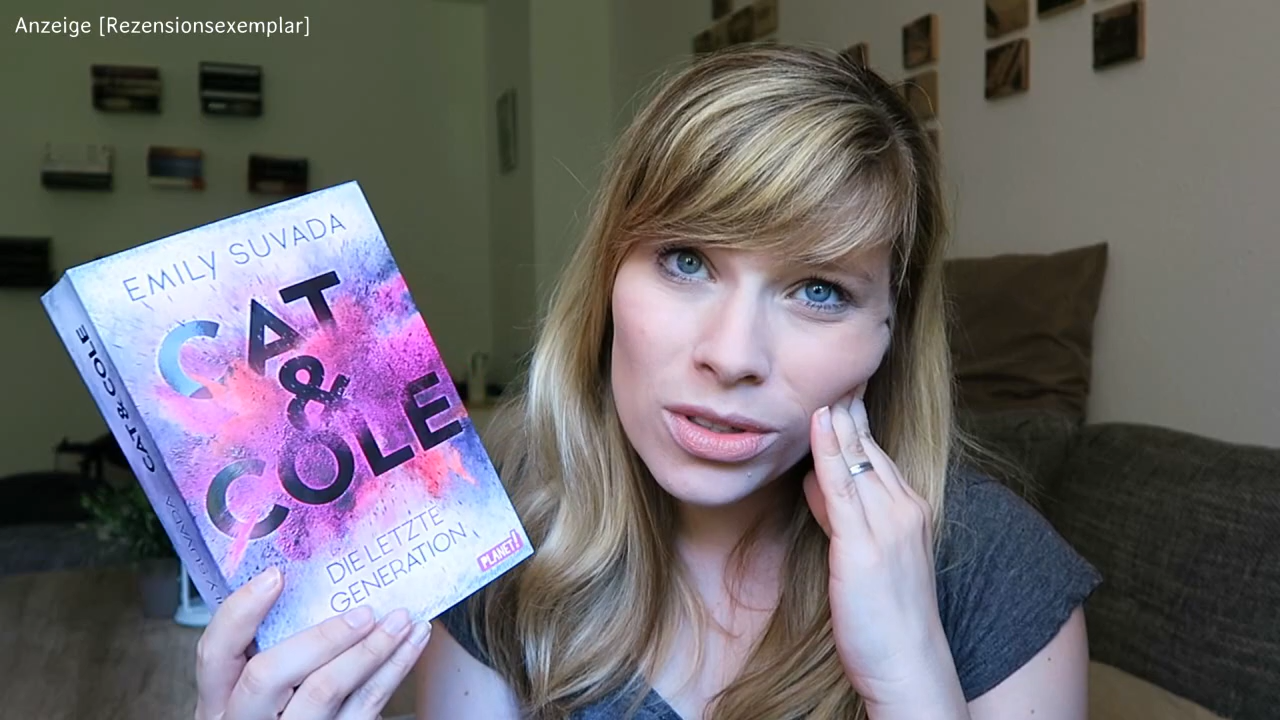 Anzeige [Rezensionsexemplar]
EMILY SUVADA
CAT
&
COLE
DIE LETZTE
GENERATION
PLANET!
CAT & COLE